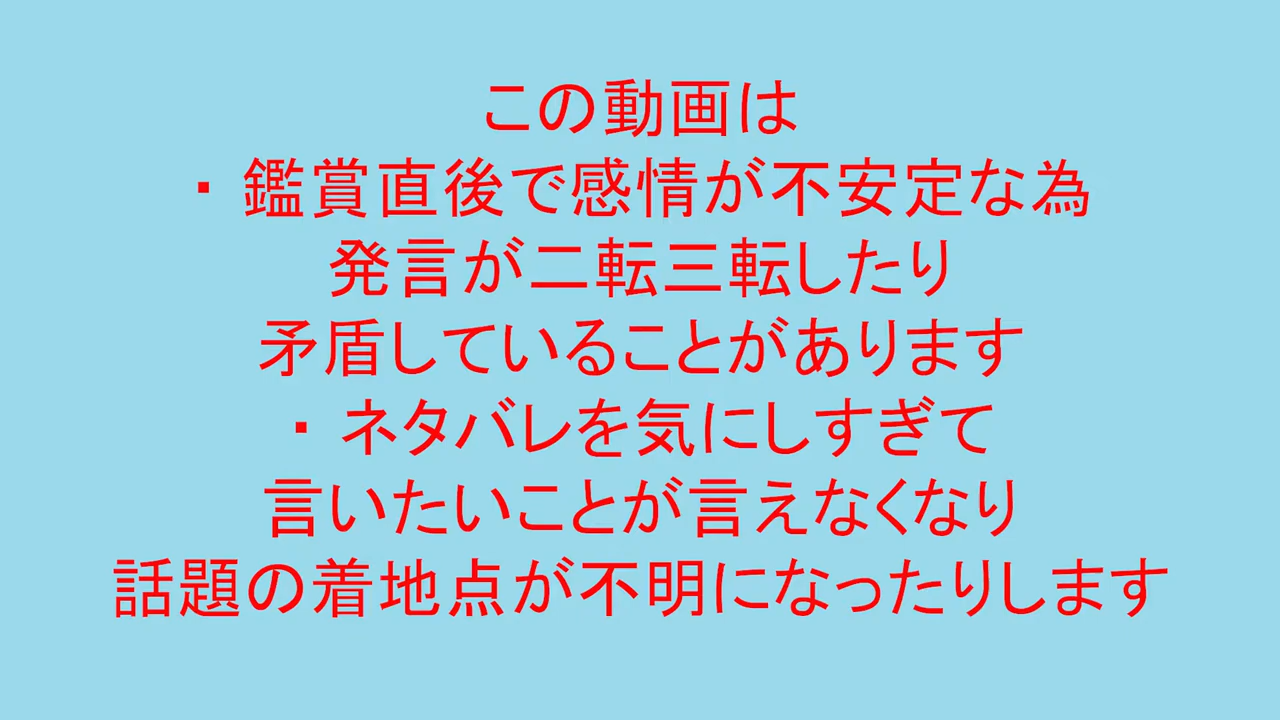 この動画は
・鑑賞直後で感情が不安定な為
発言が二転三転したり
矛盾していることがあります
・ネタバレを気にしすぎて
言いたいことが言えなくなり
話題の着地点が不明になったりします